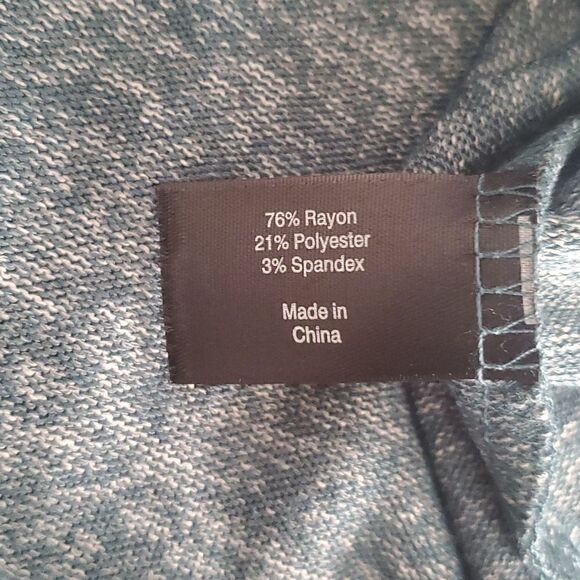 76% Rayon
21% Polyester
3% Spandex
Made in
China